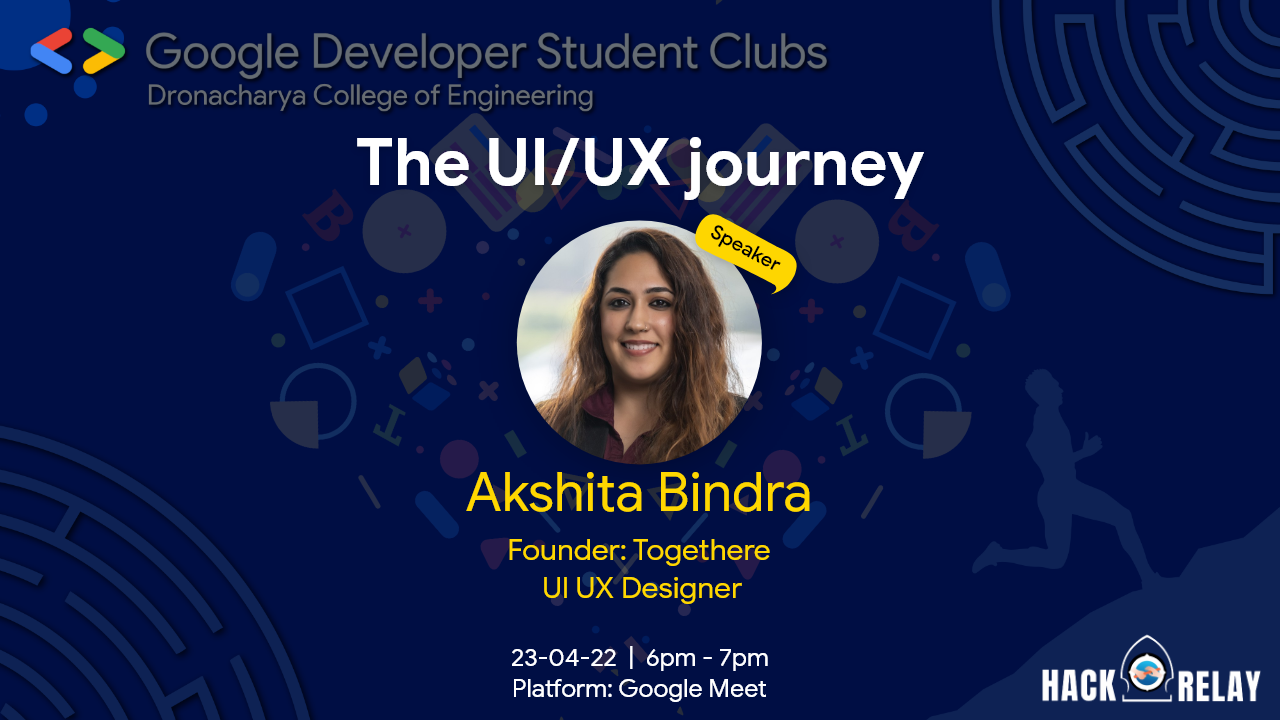 Google Developer Student Clubs
Dronacharya College of Engineering
The UI/UX journey
Speaker
Akshita Bindra
Founder: Togethere
UI UX Designer
23-04-22 | 6pm - 7pm
Platform: Google Meet
HACK RELAY